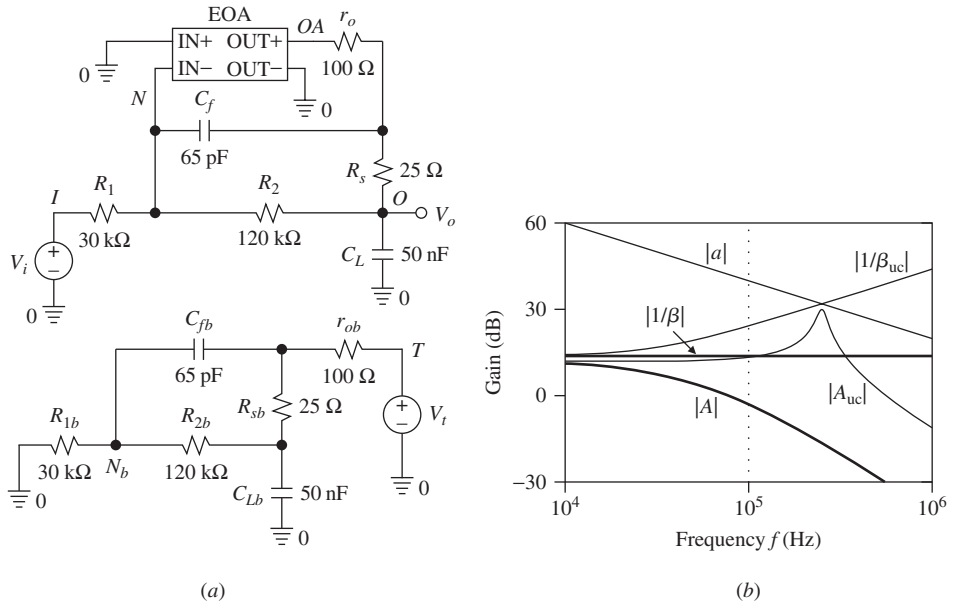 EOA
IN+ OUT+
IN− OUT−
OA
r_o
100 Ω
0
0
N
C_f
65 pF
R_s
25 Ω
I
R_1
30 kΩ
R_2
120 kΩ
O
V_o
V_i
+
−
C_L
50 nF
0
0
C_fb
65 pF
r_ob
100 Ω
T
R_sb
25 Ω
V_t
+
−
R_1b
30 kΩ
N_b
R_2b
120 kΩ
C_Lb
50 nF
0
0
0
(a)
60
30
0
−30
Gain (dB)
|a|
|1/β_uc|
|1/β|
|A|
|A_uc|
10^4
10^5
10^6
Frequency f (Hz)
(b)